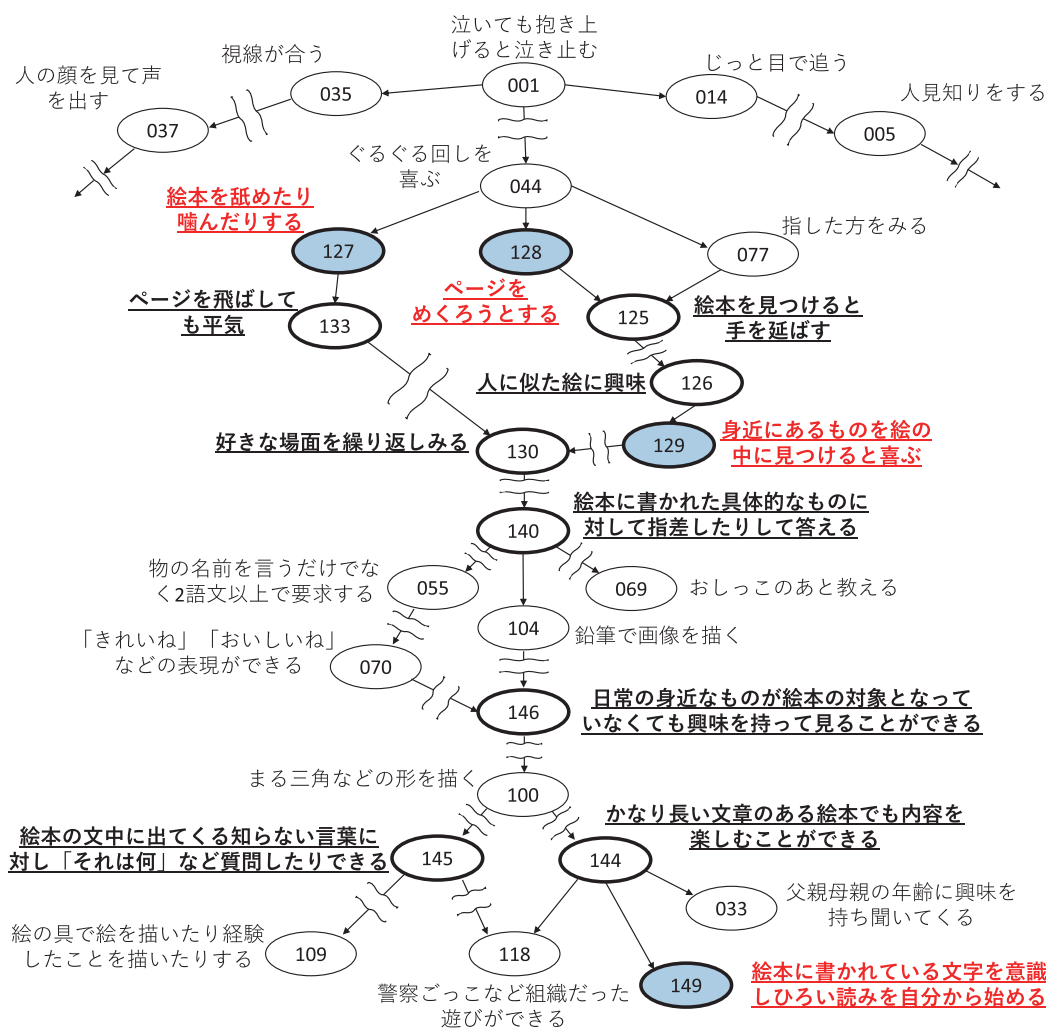 泣いても抱き上
げると泣き止む
001
視線が合う
035
人の顔を見て声
を出す
037
じっと目で追う
014
人見知りをする
005
ぐるぐる回しを
喜ぶ
044
絵本を舐めたり
噛んだりする
127
128
ページを
めくろうとする
指した方をみる
077
ページを飛ばして
も平気
133
125
絵本を見つけると
手を延ばす
人に似た絵に興味
126
好きな場面を繰り返しみる
130
129
身近にあるものを絵の
中に見つけると喜ぶ
140
絵本に書かれた具体的なものに
対して指差したりして答える
物の名前を言うだけでな
く2語文以上で要求する
055
069
おしっこのあと教える
104
鉛筆で画像を描く
「きれいね」「おいしいね」
などの表現ができる
070
146
日常の身近なものが絵本の対象となって
いなくても興味を持って見ることができる
まる三角などの形を描く
100
絵本の文中に出てくる知らない言葉に
対し「それは何」など質問したりできる
145
144
かなり長い文章のある絵本でも内容を
楽しむことができる
033
父親母親の年齢に興味を
持ち聞いてくる
絵の具で絵を描いたり経験
したことを描いたりする
109
118
警察ごっこなど組織だった
遊びができる
149
絵本に書かれている文字を意識
しひろい読みを自分から始める